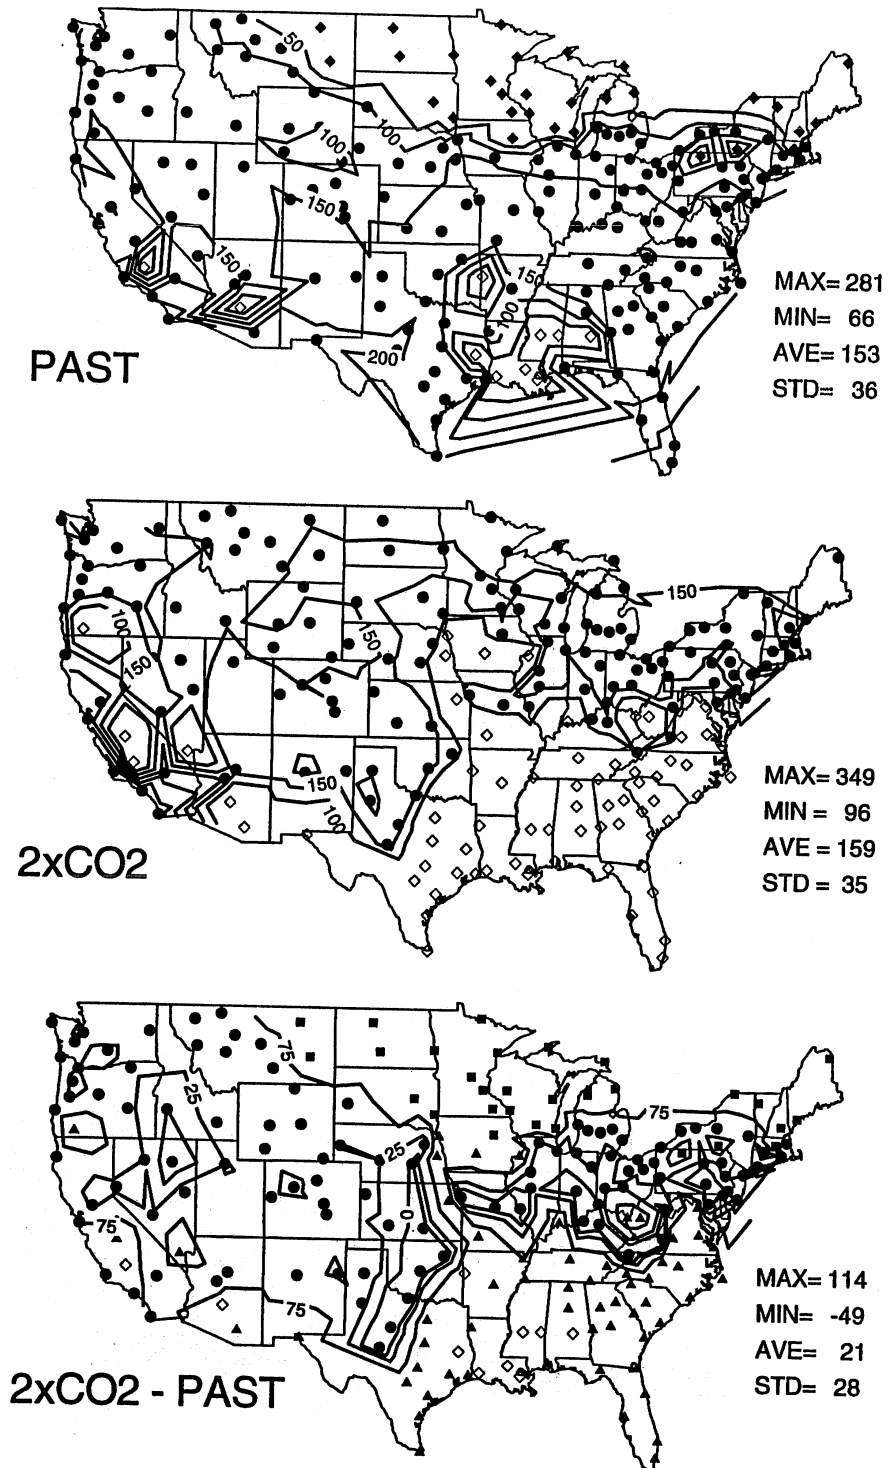 50
100
100
150
150
150
100
200
PAST
MAX= 281
MIN= 66
AVE= 153
STD= 36
150
100
150
150
150
100
2xCO2
MAX= 349
MIN = 96
AVE = 159
STD = 35
75
25
75
25
0
75
75
2xCO2 - PAST
MAX= 114
MIN= -49
AVE= 21
STD= 28